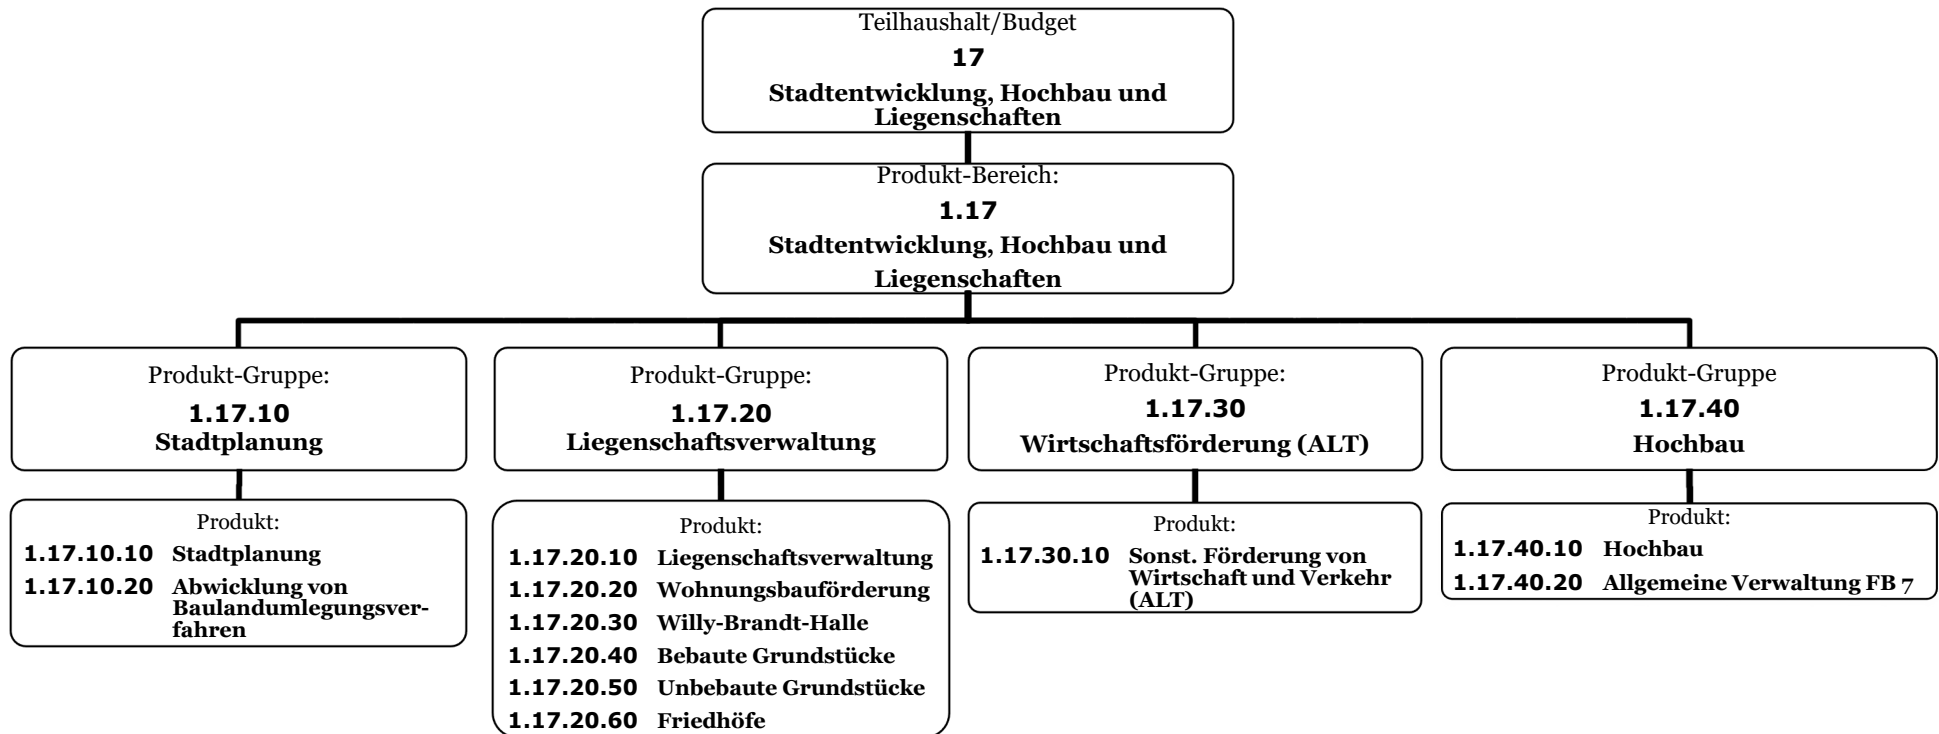 Teilhaushalt/Budget
17
Stadtentwicklung, Hochbau und
Liegenschaften
Produkt-Bereich:
1.17
Stadtentwicklung, Hochbau und
Liegenschaften
Produkt-Gruppe:
1.17.10
Stadtplanung
Produkt-Gruppe:
1.17.20
Liegenschaftsverwaltung
Produkt-Gruppe:
1.17.30
Wirtschaftsförderung (ALT)
Produkt-Gruppe
1.17.40
Hochbau
Produkt:
1.17.10.10 Stadtplanung
1.17.10.20 Abwicklung von
Baulandumlegungsver-
fahren
Produkt:
1.17.20.10 Liegenschaftsverwaltung
1.17.20.20 Wohnungsbauförderung
1.17.20.30 Willy-Brandt-Halle
1.17.20.40 Bebaute Grundstücke
1.17.20.50 Unbebaute Grundstücke
1.17.20.60 Friedhöfe
Produkt:
1.17.30.10 Sonst. Förderung von
Wirtschaft und Verkehr
(ALT)
Produkt:
1.17.40.10 Hochbau
1.17.40.20 Allgemeine Verwaltung FB 7